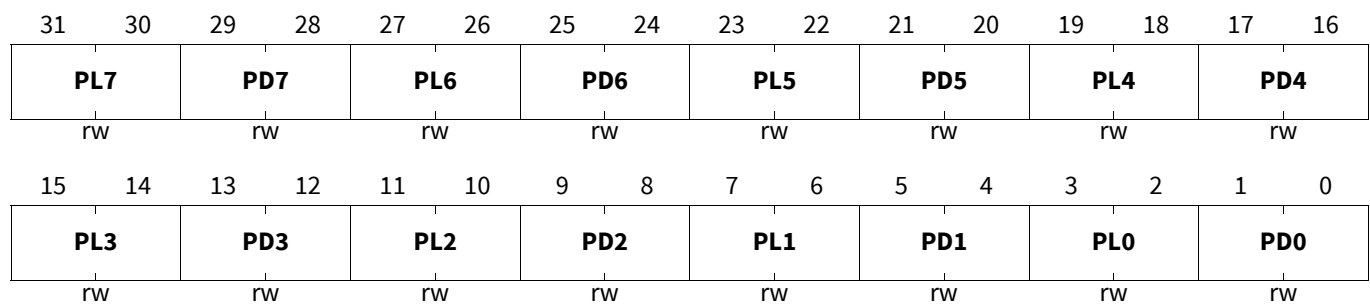 31 30 29 28 27 26 25 24 23 22 21 20 19 18 17 16
PL7 PD7 PL6 PD6 PL5 PD5 PL4 PD4
rw rw rw rw rw rw rw rw
15 14 13 12 11 10 9 8 7 6 5 4 3 2 1 0
PL3 PD3 PL2 PD2 PL1 PD1 PL0 PD0
rw rw rw rw rw rw rw rw